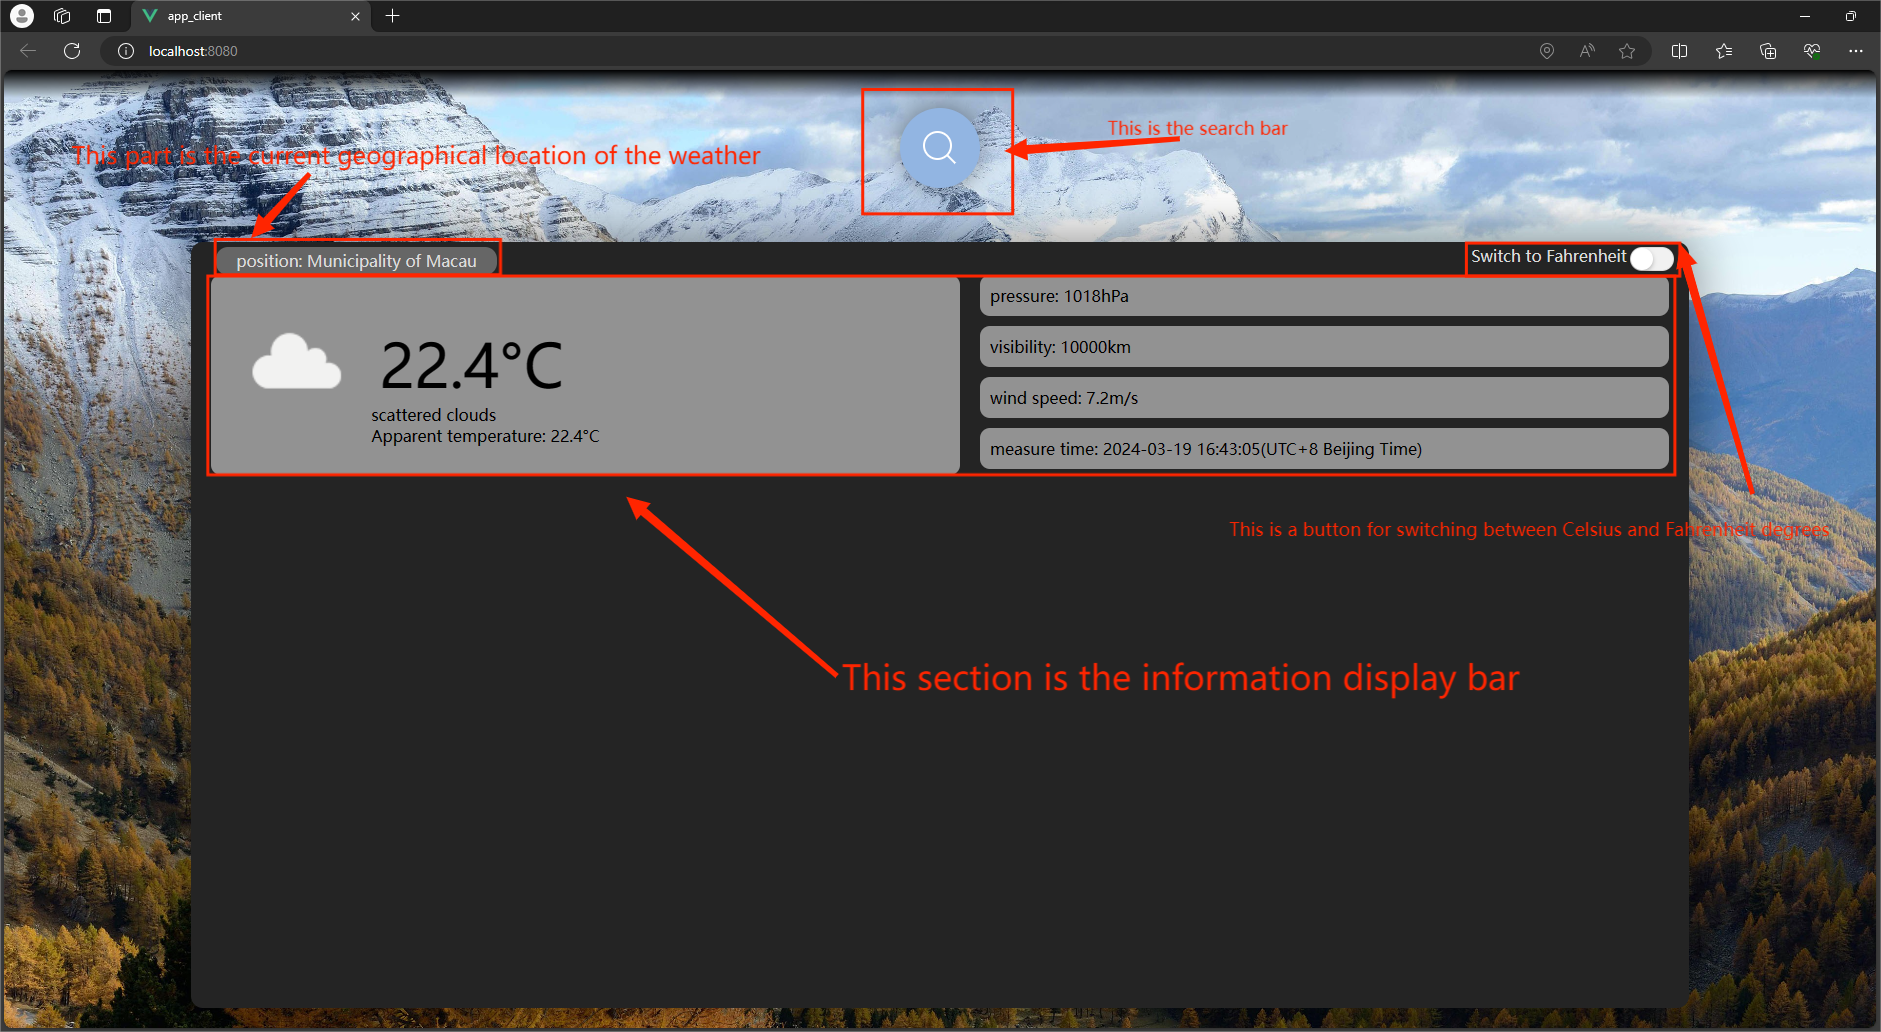 app_client
localhost:8080
This is the search bar
This part is the current geographical location of the weather
position: Municipality of Macau
Switch to Fahrenheit
22.4°C
scattered clouds
Apparent temperature: 22.4°C
pressure: 1018hPa
visibility: 10000km
wind speed: 7.2m/s
measure time: 2024-03-19 16:43:05(UTC+8 Beijing Time)
This is a button for switching between Celsius and Fahrenheit degrees
This section is the information display bar